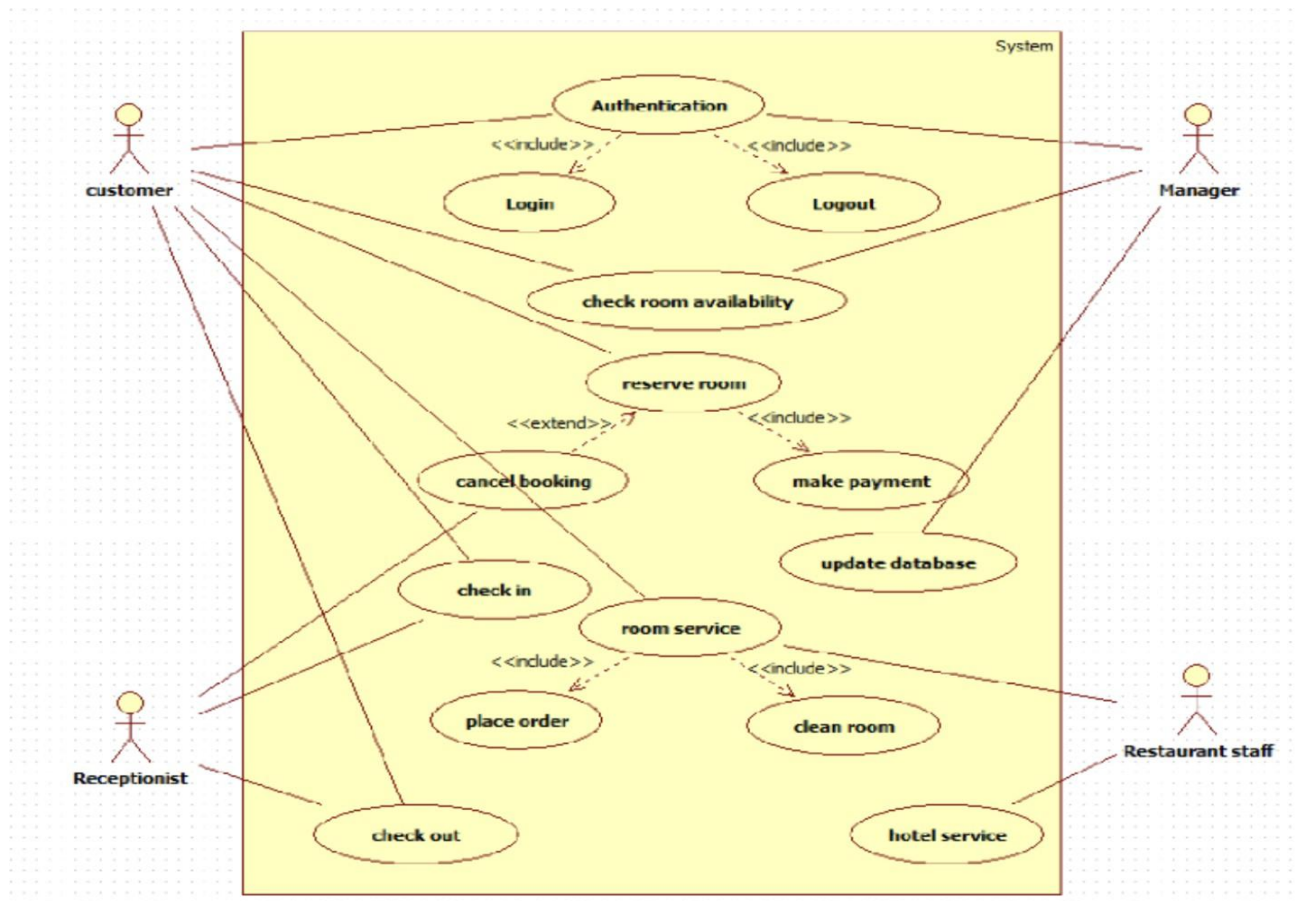 System
Authentication
<<include>>
<<include>>
customer
Login
Logout
Manager
check room availability
reserve room
<<extend>>
<<include>>
cancel booking
make payment
update database
check in
room service
<<include>>
<<include>>
place order
clean room
Receptionist
Restaurant staff
check out
hotel service